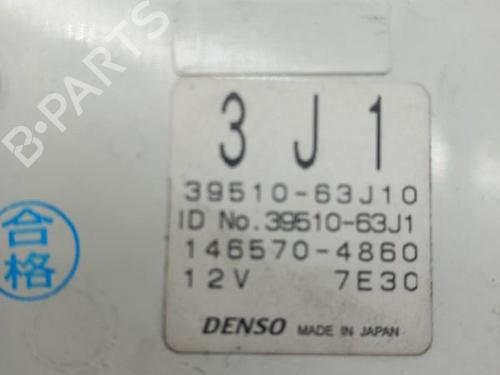 B-PARTS
3 J 1
39510-63J10
ID No.39510-63J1
146570-4860
12V 7E30
DENSO MADE IN JAPAN
合格